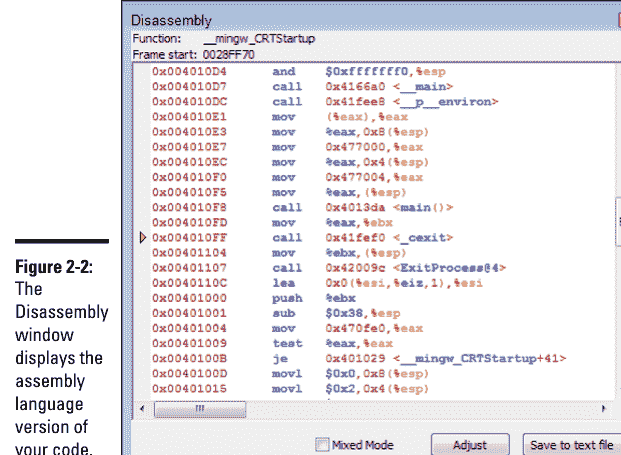 Disassembly
Function: __mingw_CRTStartup
Frame start: 0028FF70
0x004010D4 and $0xfffffff0,%esp
0x004010D7 call 0x4166a0 <__main>
0x004010DC call 0x41fee8 <__p__environ>
0x004010E1 mov (%eax),%eax
0x004010E3 mov %eax,0x8(%esp)
0x004010E7 mov 0x477000,%eax
0x004010EC mov %eax,0x4(%esp)
0x004010F0 mov 0x477004,%eax
0x004010F5 mov %eax,(%esp)
0x004010F8 call 0x4013da <main()>
0x004010FD mov %eax,%ebx
0x004010FF call 0x41fef0 <_cexit>
0x00401104 mov %ebx,(%esp)
0x00401107 call 0x42009c <ExitProcess@4>
0x0040110C lea 0x0(%esi,%eiz,1),%esi
0x00401000 push %ebx
0x00401001 sub $0x38,%esp
0x00401004 mov 0x470fe0,%eax
0x00401009 test %eax,%eax
0x0040100B je 0x401029 <__mingw_CRTStartup+41>
0x0040100D movl $0x0,0x8(%esp)
0x00401015 movl $0x2,0x4(%esp)
Mixed Mode Adjust Save to text file
Figure 2-2:
The
Disassembly
window
displays the
assembly
language
version of
your code.